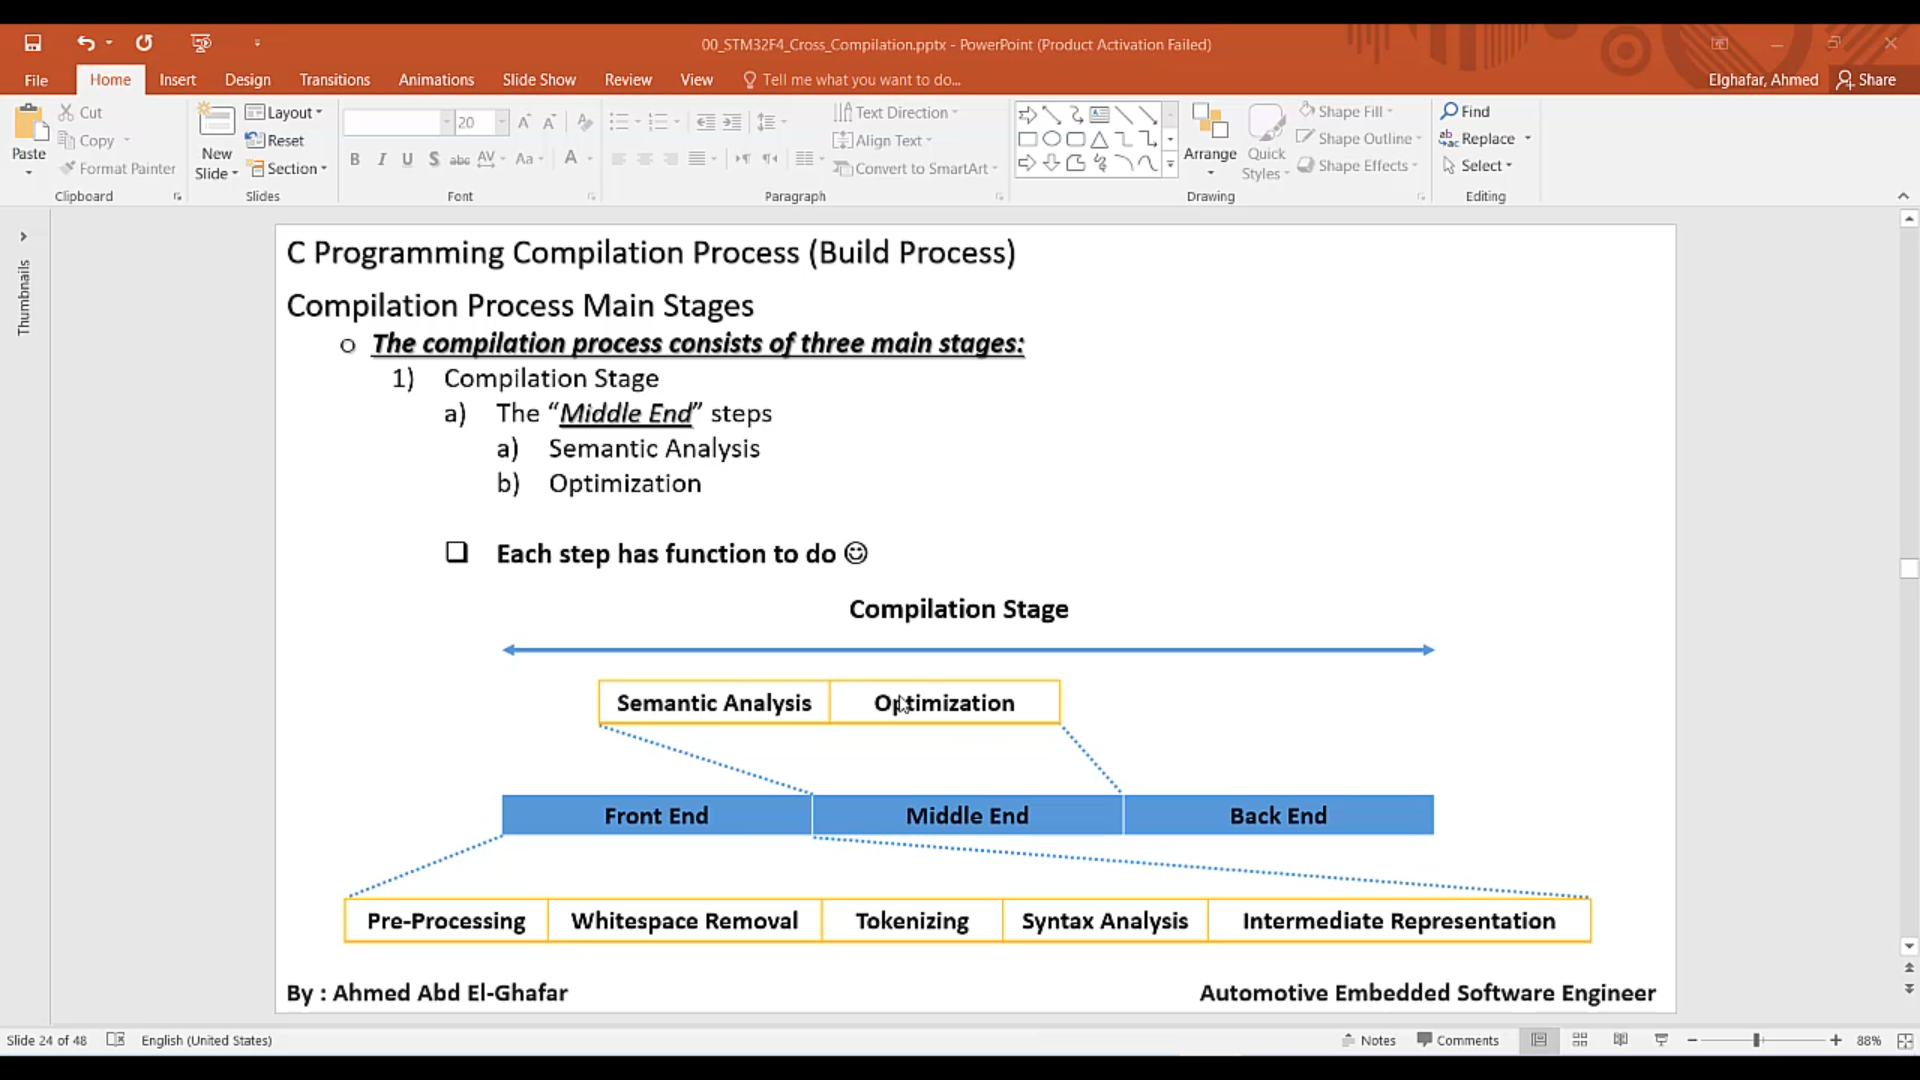 00_STM32F4_Cross_Compilation.pptx - PowerPoint (Product Activation Failed)
File Home Insert Design Transitions Animations Slide Show Review View Tell me what you want to do... Elghafar, Ahmed Share
Paste Cut Copy Format Painter Clipboard
New Slide Layout Reset Section Slides
20 B I U S abc AV Aa A Font
Text Direction Align Text Convert to SmartArt Paragraph
Arrange Quick Styles Shape Fill Shape Outline Shape Effects Drawing
Find Replace Select Editing
Thumbnails
C Programming Compilation Process (Build Process)
Compilation Process Main Stages
o The compilation process consists of three main stages:
1) Compilation Stage
a) The “Middle End” steps
a) Semantic Analysis
b) Optimization
❑ Each step has function to do ☺
Compilation Stage
Semantic Analysis Optimization
Front End Middle End Back End
Pre-Processing Whitespace Removal Tokenizing Syntax Analysis Intermediate Representation
By : Ahmed Abd El-Ghafar Automotive Embedded Software Engineer
Slide 24 of 48 English (United States) Notes Comments 88%